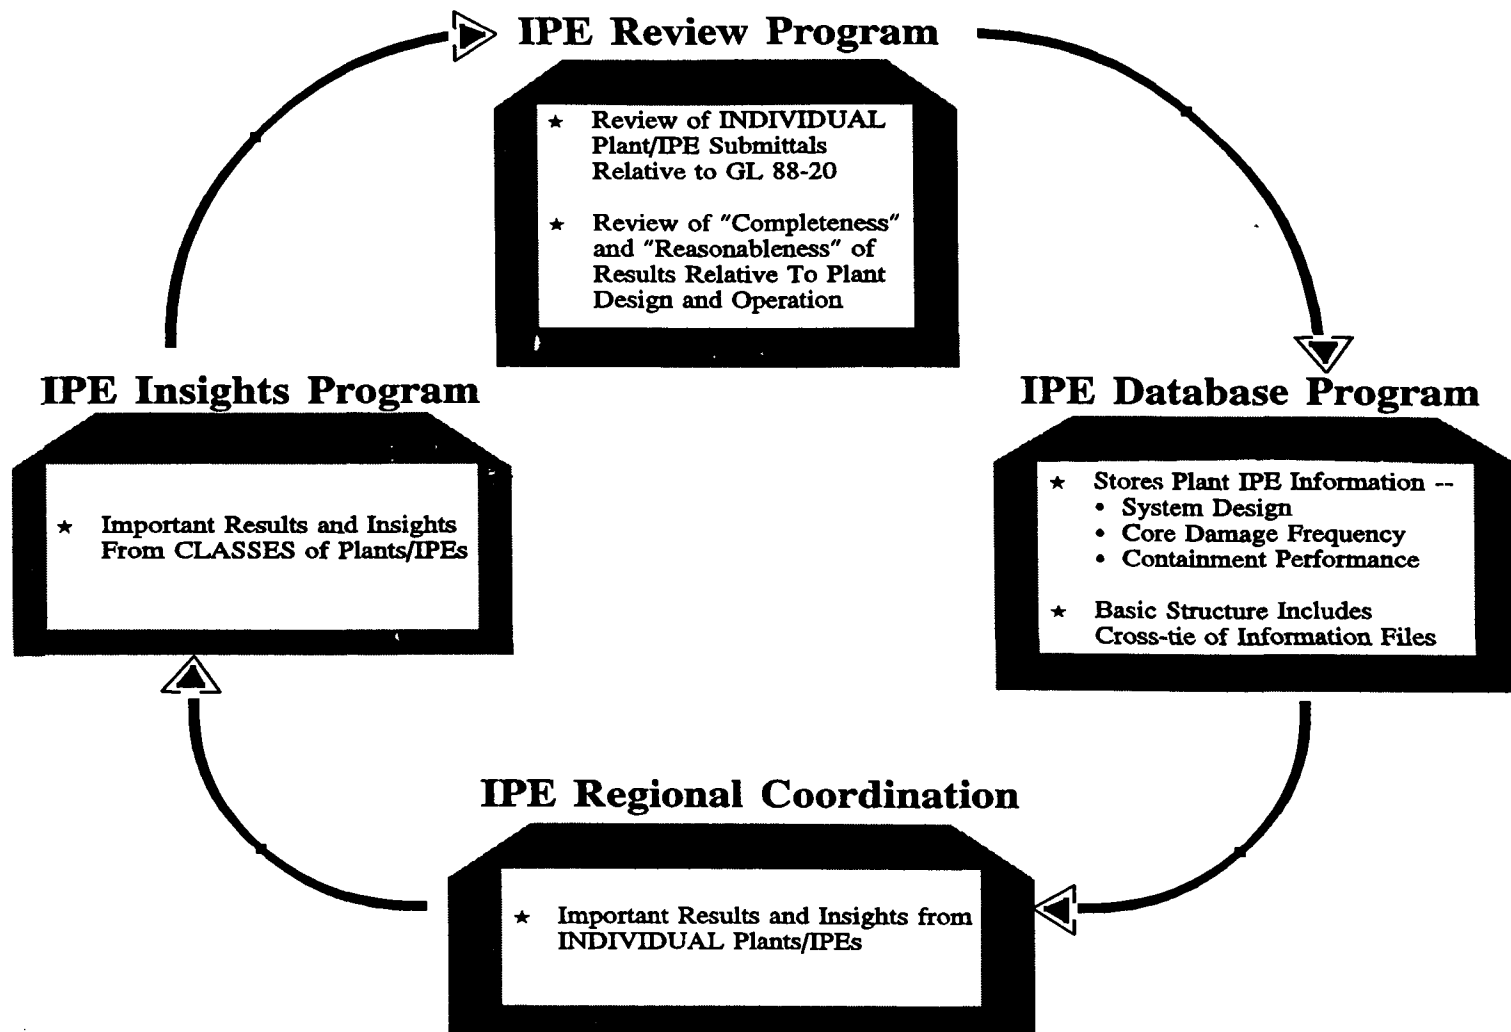 IPE Review Program
★ Review of INDIVIDUAL
Plant/IPE Submittals
Relative to GL 88-20
★ Review of "Completeness"
and "Reasonableness" of
Results Relative To Plant
Design and Operation
IPE Insights Program
★ Important Results and Insights
From CLASSES of Plants/IPEs
IPE Database Program
★ Stores Plant IPE Information --
• System Design
• Core Damage Frequency
• Containment Performance
★ Basic Structure Includes
Cross-tie of Information Files
IPE Regional Coordination
★ Important Results and Insights from
INDIVIDUAL Plants/IPEs